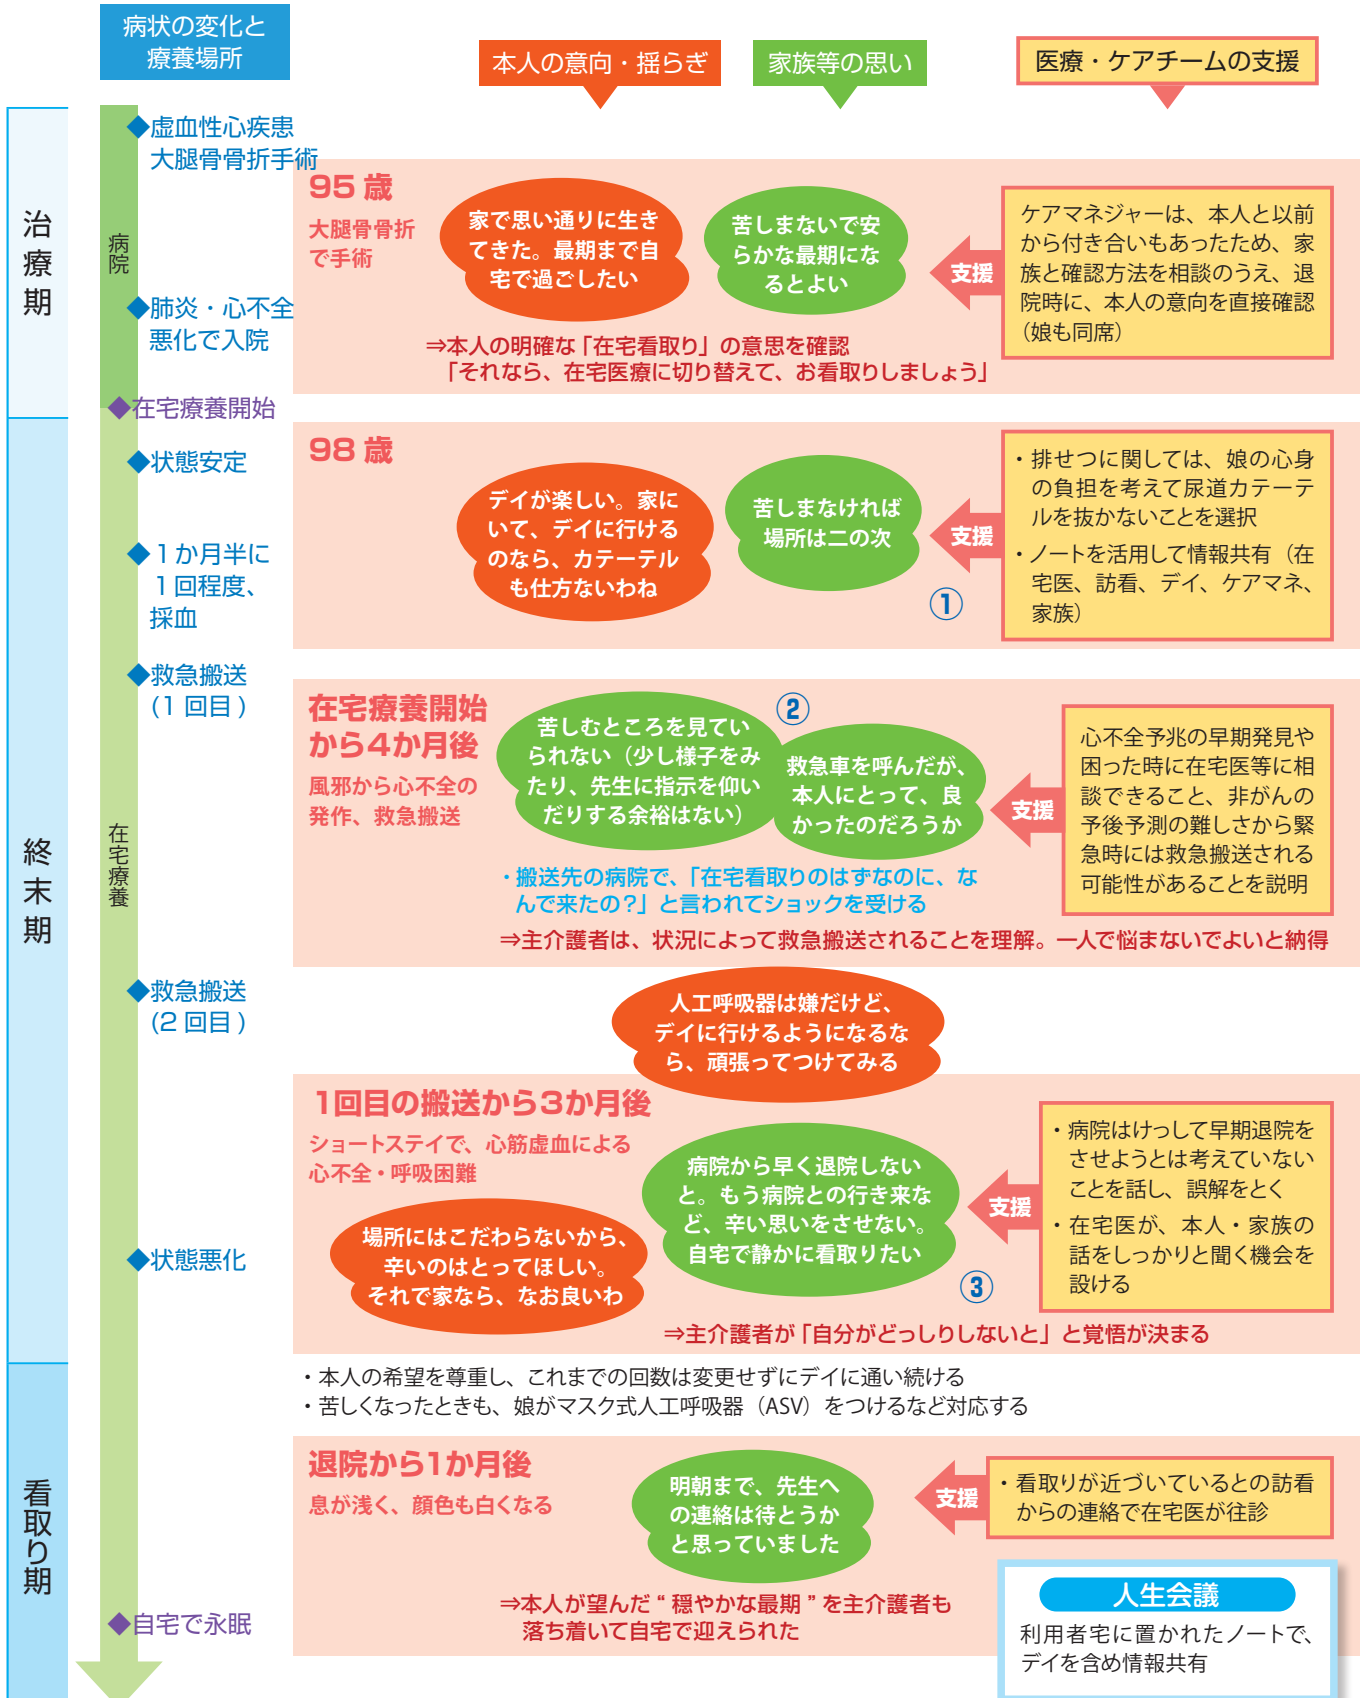 病状の変化と
療養場所
本人の意向・揺らぎ
家族等の思い
医療・ケアチームの支援
治療期
病院
◆虚血性心疾患
大腿骨骨折手術
◆肺炎・心不全
悪化で入院
◆在宅療養開始
95歳
大腿骨骨折
で手術
家で思い通りに生き
てきた。最期まで自
宅で過ごしたい
苦しまないで安
らかな最期にな
るとよい
支援
ケアマネジャーは、本人と以前
から付き合いもあったため、家
族と確認方法を相談のうえ、退
院時に、本人の意向を直接確認
（娘も同席）
⇒本人の明確な「在宅看取り」の意思を確認
「それなら、在宅医療に切り替えて、お看取りしましょう」
終末期
在宅療養
◆状態安定
◆１か月半に
１回程度、
採血
98歳
デイが楽しい。家に
いて、デイに行ける
のなら、カテーテル
も仕方ないわね
苦しまなければ
場所は二の次
支援
①
・排せつに関しては、娘の心身
の負担を考えて尿道カテーテ
ルを抜かないことを選択
・ノートを活用して情報共有（在
宅医、訪看、デイ、ケアマネ、
家族）
◆救急搬送
(1回目)
在宅療養開始
から4か月後
風邪から心不全の
発作、救急搬送
苦しむところを見てい
られない（少し様子をみ
たり、先生に指示を仰い
だりする余裕はない）
②
救急車を呼んだが、
本人にとって、良
かったのだろうか
支援
心不全予兆の早期発見や
困った時に在宅医等に相
談できること、非がんの
予後予測の難しさから緊
急時には救急搬送される
可能性があることを説明
・搬送先の病院で、「在宅看取りのはずなのに、な
んで来たの?」と言われてショックを受ける
⇒主介護者は、状況によって救急搬送されることを理解。一人で悩まないでよいと納得
◆救急搬送
(2回目)
人工呼吸器は嫌だけど、
デイに行けるようになるな
ら、頑張ってつけてみる
1回目の搬送から3か月後
ショートステイで、心筋虚血による
心不全・呼吸困難
病院から早く退院しない
と。もう病院との行き来な
ど、辛い思いをさせない。
自宅で静かに看取りたい
場所にはこだわらないから、
辛いのはとってほしい。
それで家なら、なお良いわ
③
支援
・病院はけっして早期退院を
させようとは考えていない
ことを話し、誤解をとく
・在宅医が、本人・家族の
話をしっかりと聞く機会を
設ける
◆状態悪化
⇒主介護者が「自分がどっしりしないと」と覚悟が決まる
看取り期
・本人の希望を尊重し、これまでの回数は変更せずにデイに通い続ける
・苦しくなったときも、娘がマスク式人工呼吸器（ASV）をつけるなど対応する
退院から1か月後
息が浅く、顔色も白くなる
明朝まで、先生へ
の連絡は待とうか
と思っていました
支援
・看取りが近づいているとの訪看
からの連絡で在宅医が往診
⇒本人が望んだ“穏やかな最期”を主介護者も
落ち着いて自宅で迎えられた
◆自宅で永眠
人生会議
利用者宅に置かれたノートで、
デイを含め情報共有